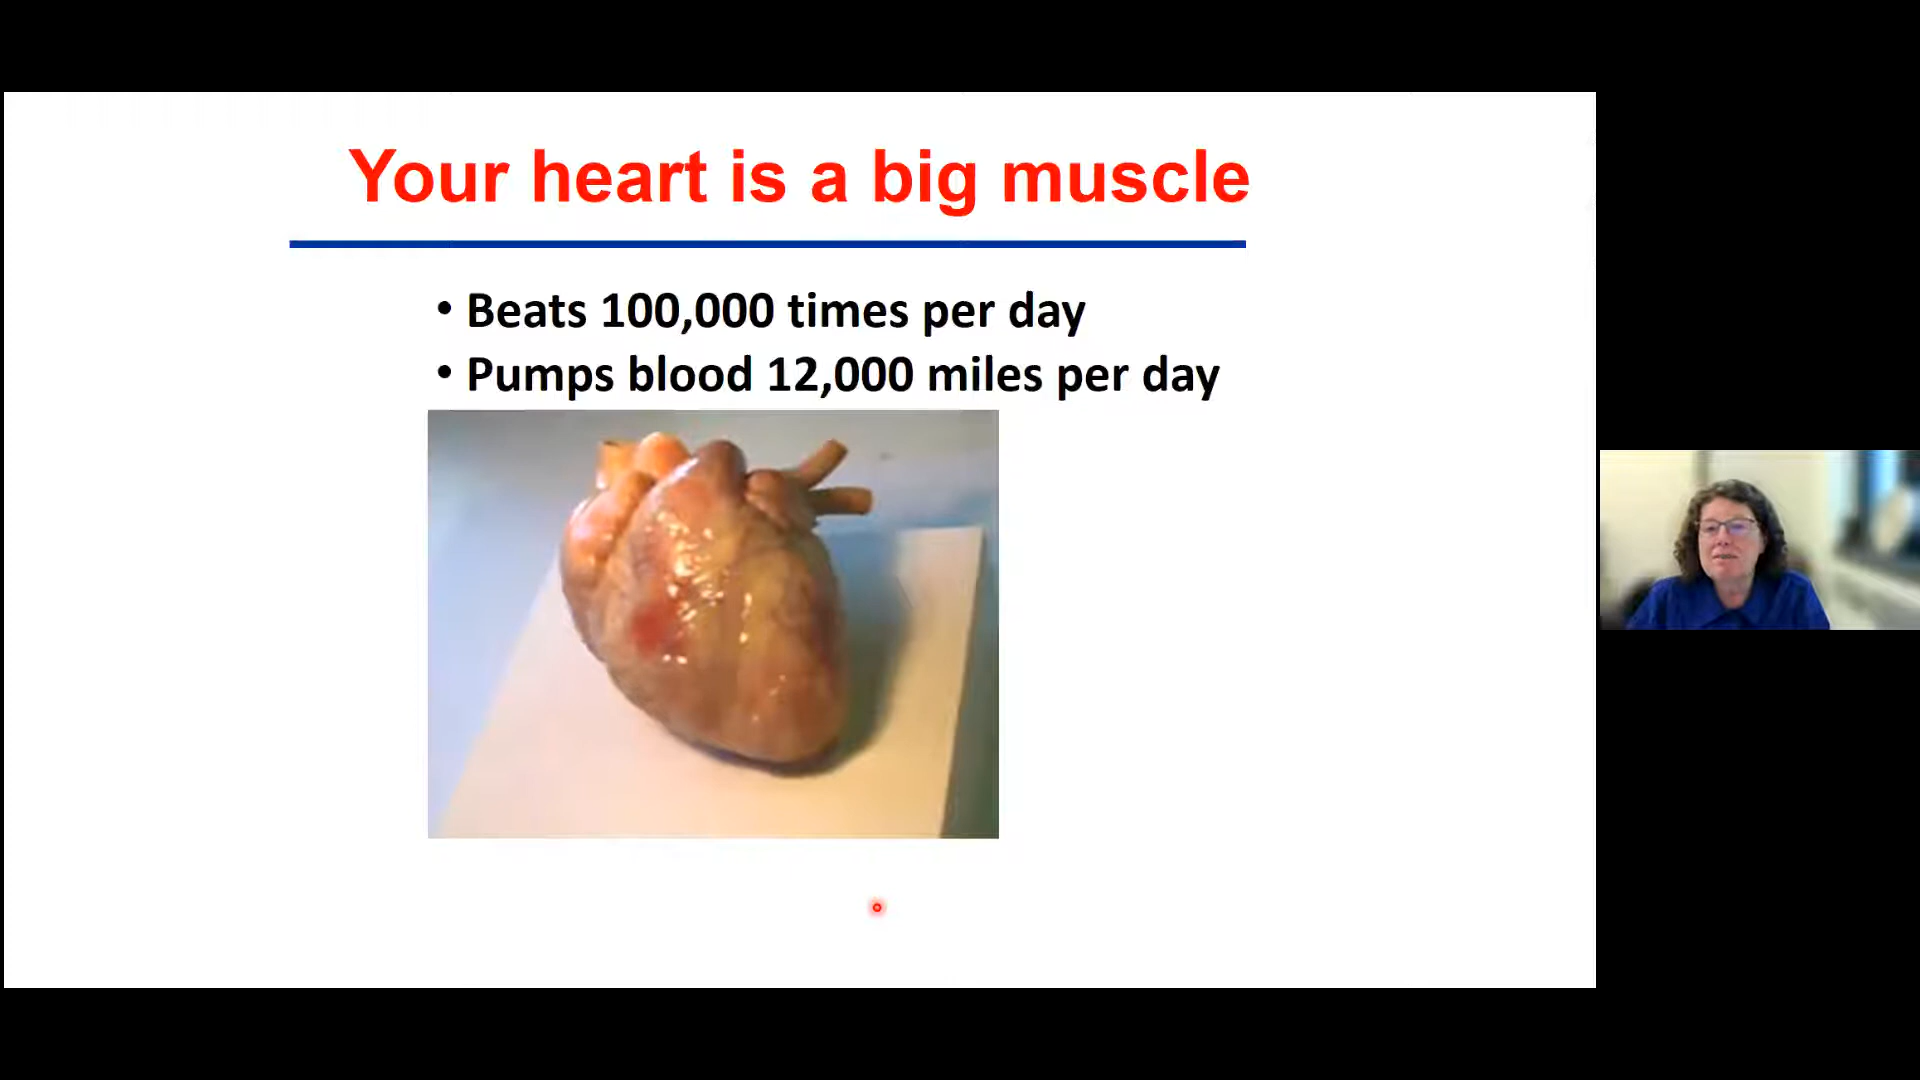 Your heart is a big muscle
• Beats 100,000 times per day
• Pumps blood 12,000 miles per day